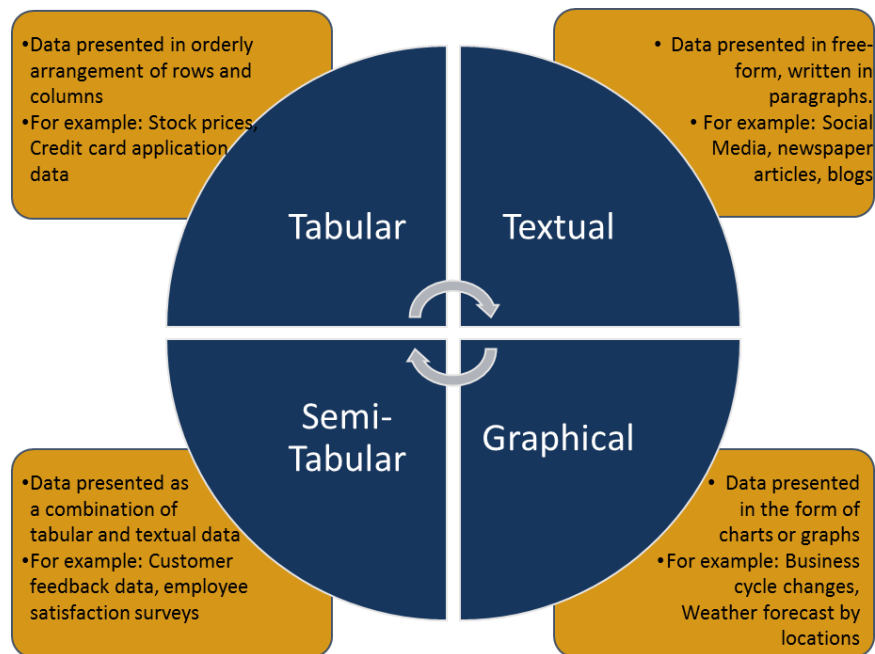 •Data presented in orderly
arrangement of rows and
columns
•For example: Stock prices,
Credit card application
data
• Data presented in free-
form, written in
paragraphs.
• For example: Social
Media, newspaper
articles, blogs
Tabular
Textual
Semi-
Tabular
Graphical
•Data presented as
a combination of
tabular and textual data
•For example: Customer
feedback data, employee
satisfaction surveys
• Data presented
in the form of
charts or graphs
•For example: Business
cycle changes,
Weather forecast by
locations